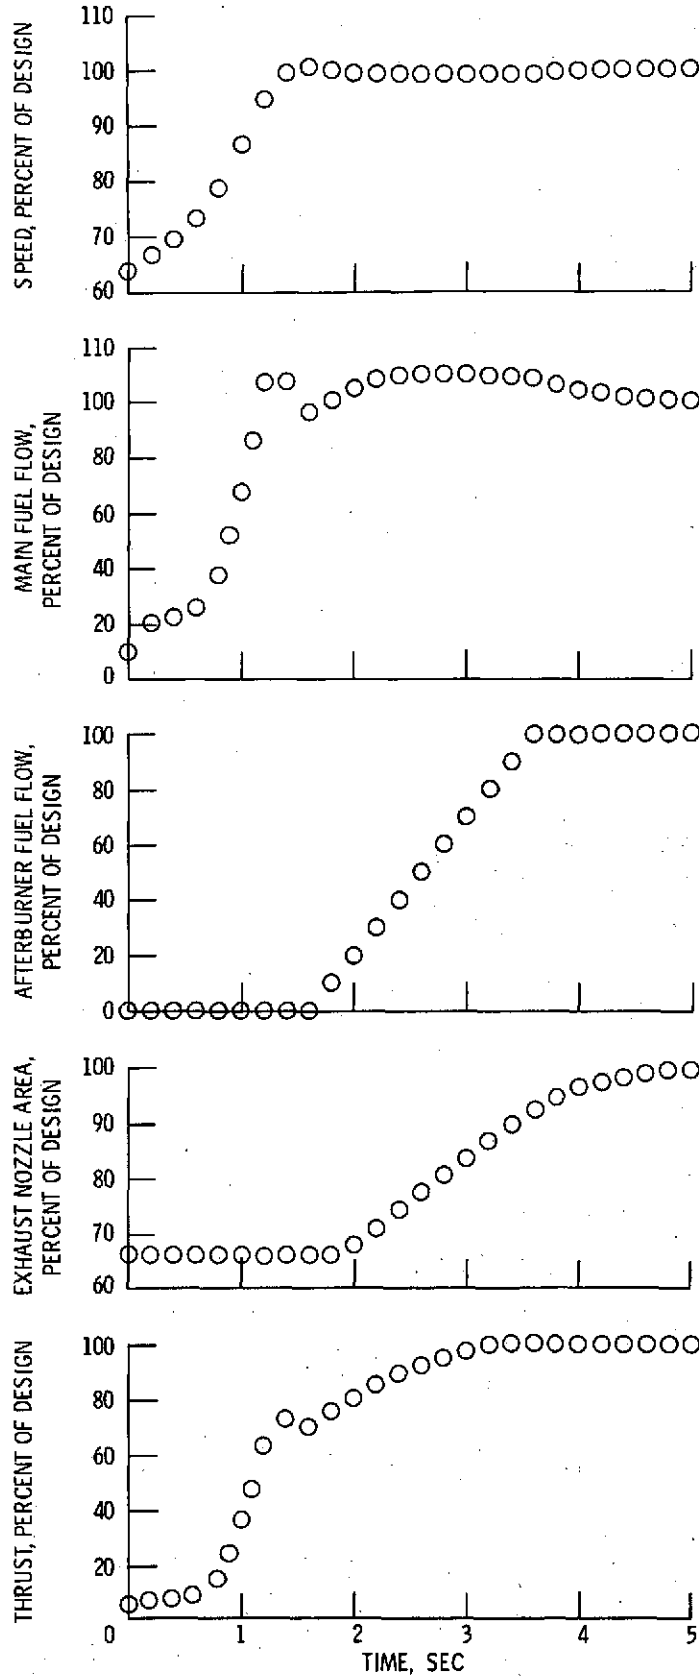 110
100
90
80
70
60
SPEED, PERCENT OF DESIGN
110
100
80
60
40
20
0
MAIN FUEL FLOW,
PERCENT OF DESIGN
100
80
60
40
20
0
AFTERBURNER FUEL FLOW,
PERCENT OF DESIGN
100
90
80
70
60
EXHAUST NOZZLE AREA,
PERCENT OF DESIGN
100
80
60
40
20
THRUST, PERCENT OF DESIGN
0 1 2 3 4 5
TIME, SEC